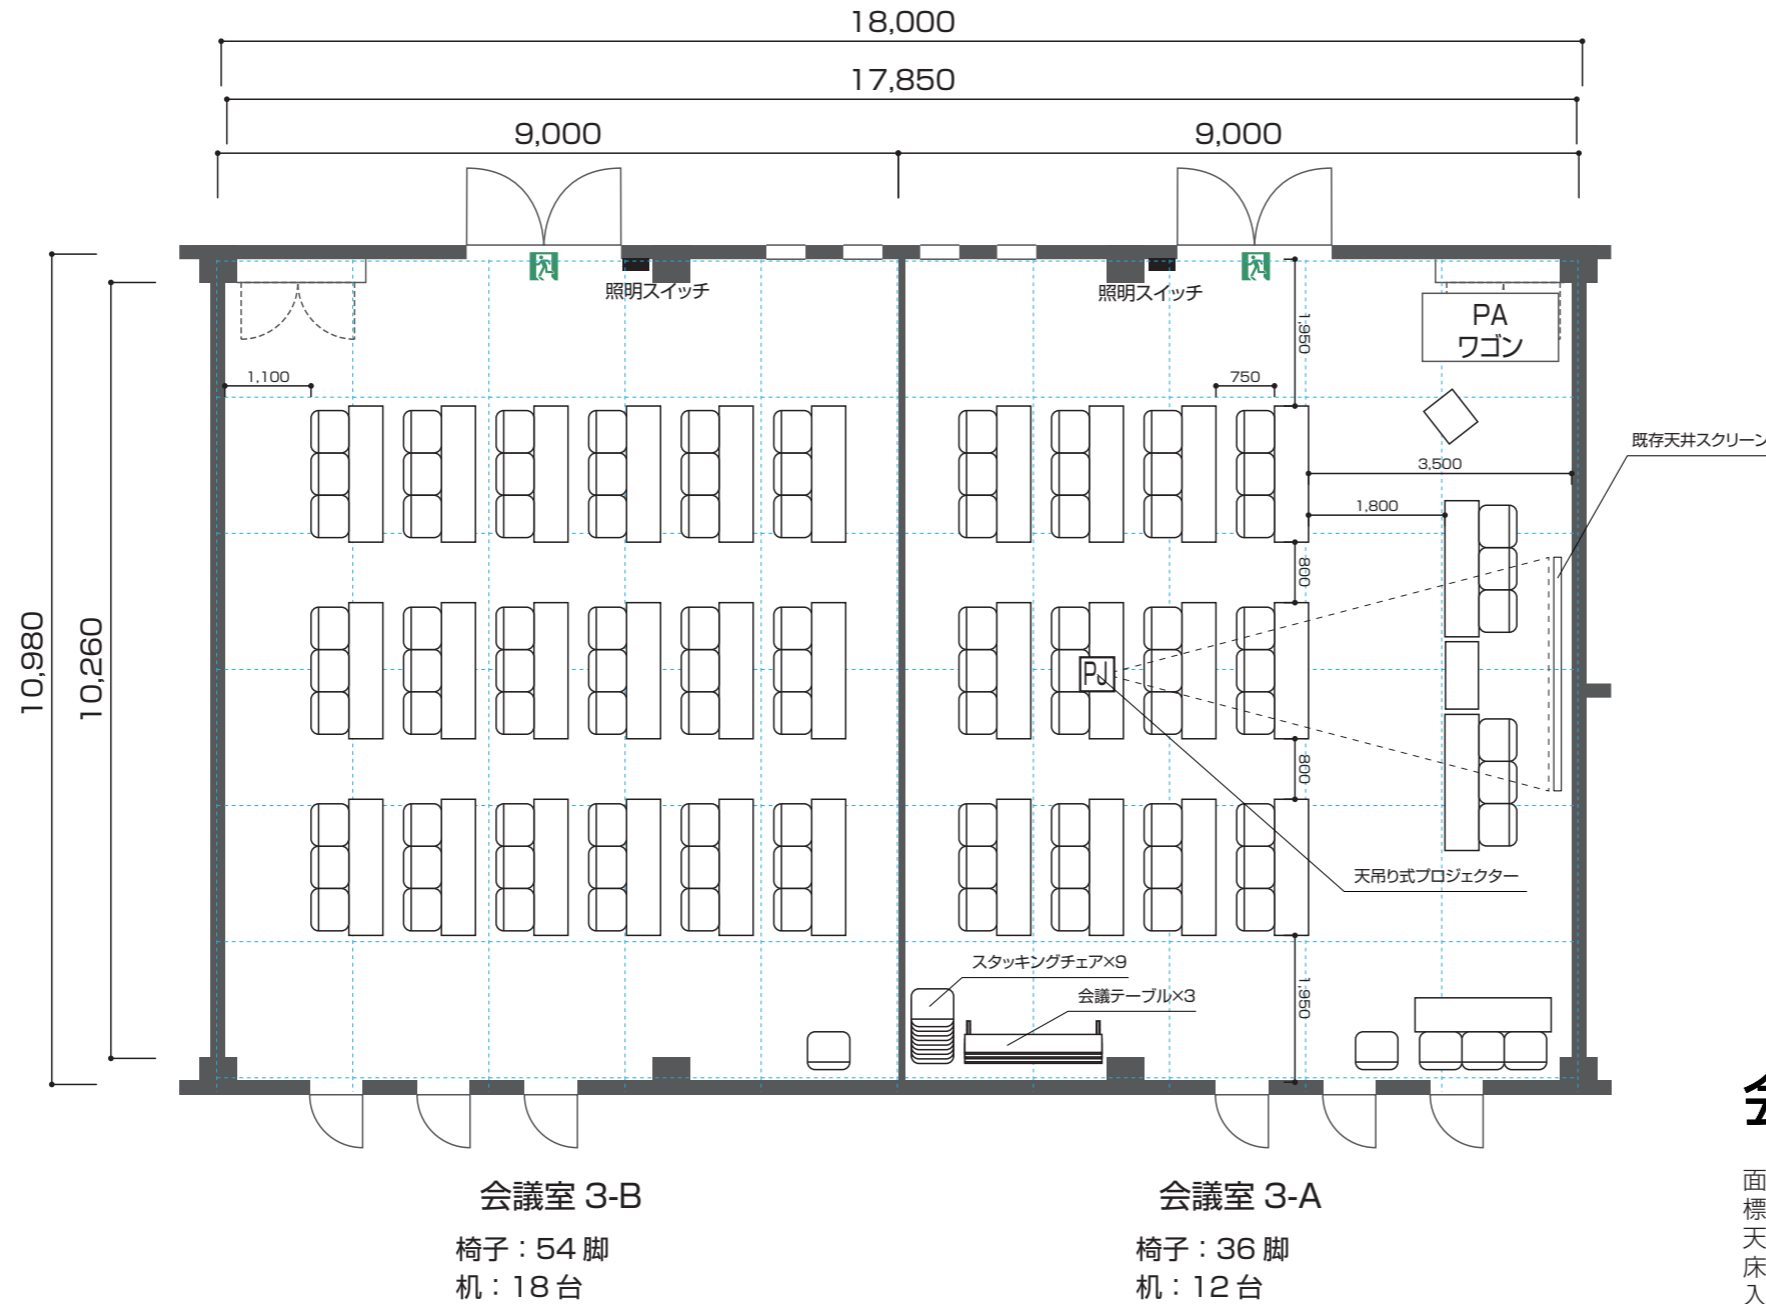 18,000
17,850
9,000
9,000
10,980
10,260
照明スイッチ
照明スイッチ
PA
ワゴン
1,950
1,100
750
既存天井スクリーン
3,500
1,800
800
PJ
800
天吊り式プロジェクター
スタッキングチェア×9
会議テーブル×3
1,950
会議室 3-B
椅子：54 脚
机：18 台
会議室 3-A
椅子：36 脚
机：12 台
面
標
天
床
入